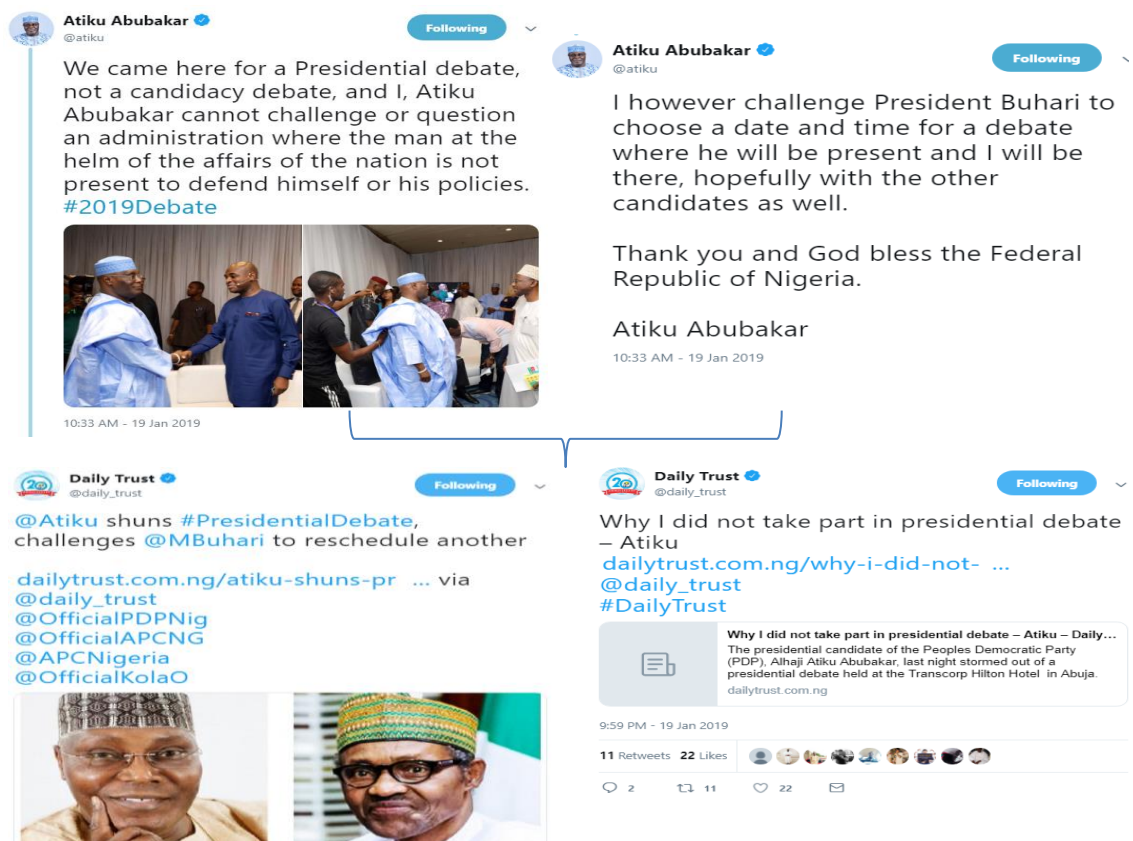 Atiku Abubakar
@atiku
Following
We came here for a Presidential debate,
not a candidacy debate, and I, Atiku
Abubakar cannot challenge or question
an administration where the man at the
helm of the affairs of the nation is not
present to defend himself or his policies.
#2019Debate
10:33 AM - 19 Jan 2019
Atiku Abubakar
@atiku
Following
I however challenge President Buhari to
choose a date and time for a debate
where he will be present and I will be
there, hopefully with the other
candidates as well.
Thank you and God bless the Federal
Republic of Nigeria.
Atiku Abubakar
10:33 AM - 19 Jan 2019
20
Daily Trust
@daily_trust
Following
@Atiku shuns #PresidentialDebate,
challenges @MBuhari to reschedule another
dailytrust.com.ng/atiku-shuns-pr ... via
@daily_trust
@OfficialPDPNig
@OfficialAPCNG
@APCNigeria
@OfficialKolaO
20
Daily Trust
@daily_trust
Following
Why I did not take part in presidential debate
– Atiku
dailytrust.com.ng/why-i-did-not- ...
@daily_trust
#DailyTrust
Why I did not take part in presidential debate – Atiku – Daily...
The presidential candidate of the Peoples Democratic Party
(PDP), Alhaji Atiku Abubakar, last night stormed out of a
presidential debate held at the Transcorp Hilton Hotel in Abuja.
dailytrust.com.ng
9:59 PM - 19 Jan 2019
11 Retweets 22 Likes
2 11 22